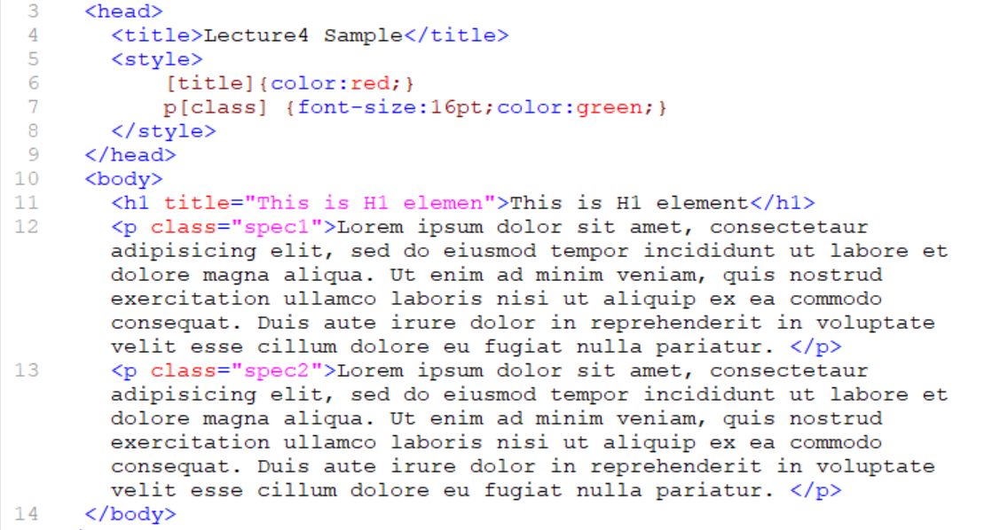 3 <head>
4 <title>Lecture4 Sample</title>
5 <style>
6 [title]{color:red;}
7 p[class] {font-size:16pt;color:green;}
8 </style>
9 </head>
10 <body>
11 <h1 title="This is H1 elemen">This is H1 element</h1>
12 <p class="spec1">Lorem ipsum dolor sit amet, consectetaur
adipisicing elit, sed do eiusmod tempor incididunt ut labore et
dolore magna aliqua. Ut enim ad minim veniam, quis nostrud
exercitation ullamco laboris nisi ut aliquip ex ea commodo
consequat. Duis aute irure dolor in reprehenderit in voluptate
velit esse cillum dolore eu fugiat nulla pariatur. </p>
13 <p class="spec2">Lorem ipsum dolor sit amet, consectetaur
adipisicing elit, sed do eiusmod tempor incididunt ut labore et
dolore magna aliqua. Ut enim ad minim veniam, quis nostrud
exercitation ullamco laboris nisi ut aliquip ex ea commodo
consequat. Duis aute irure dolor in reprehenderit in voluptate
velit esse cillum dolore eu fugiat nulla pariatur. </p>
14 </body>